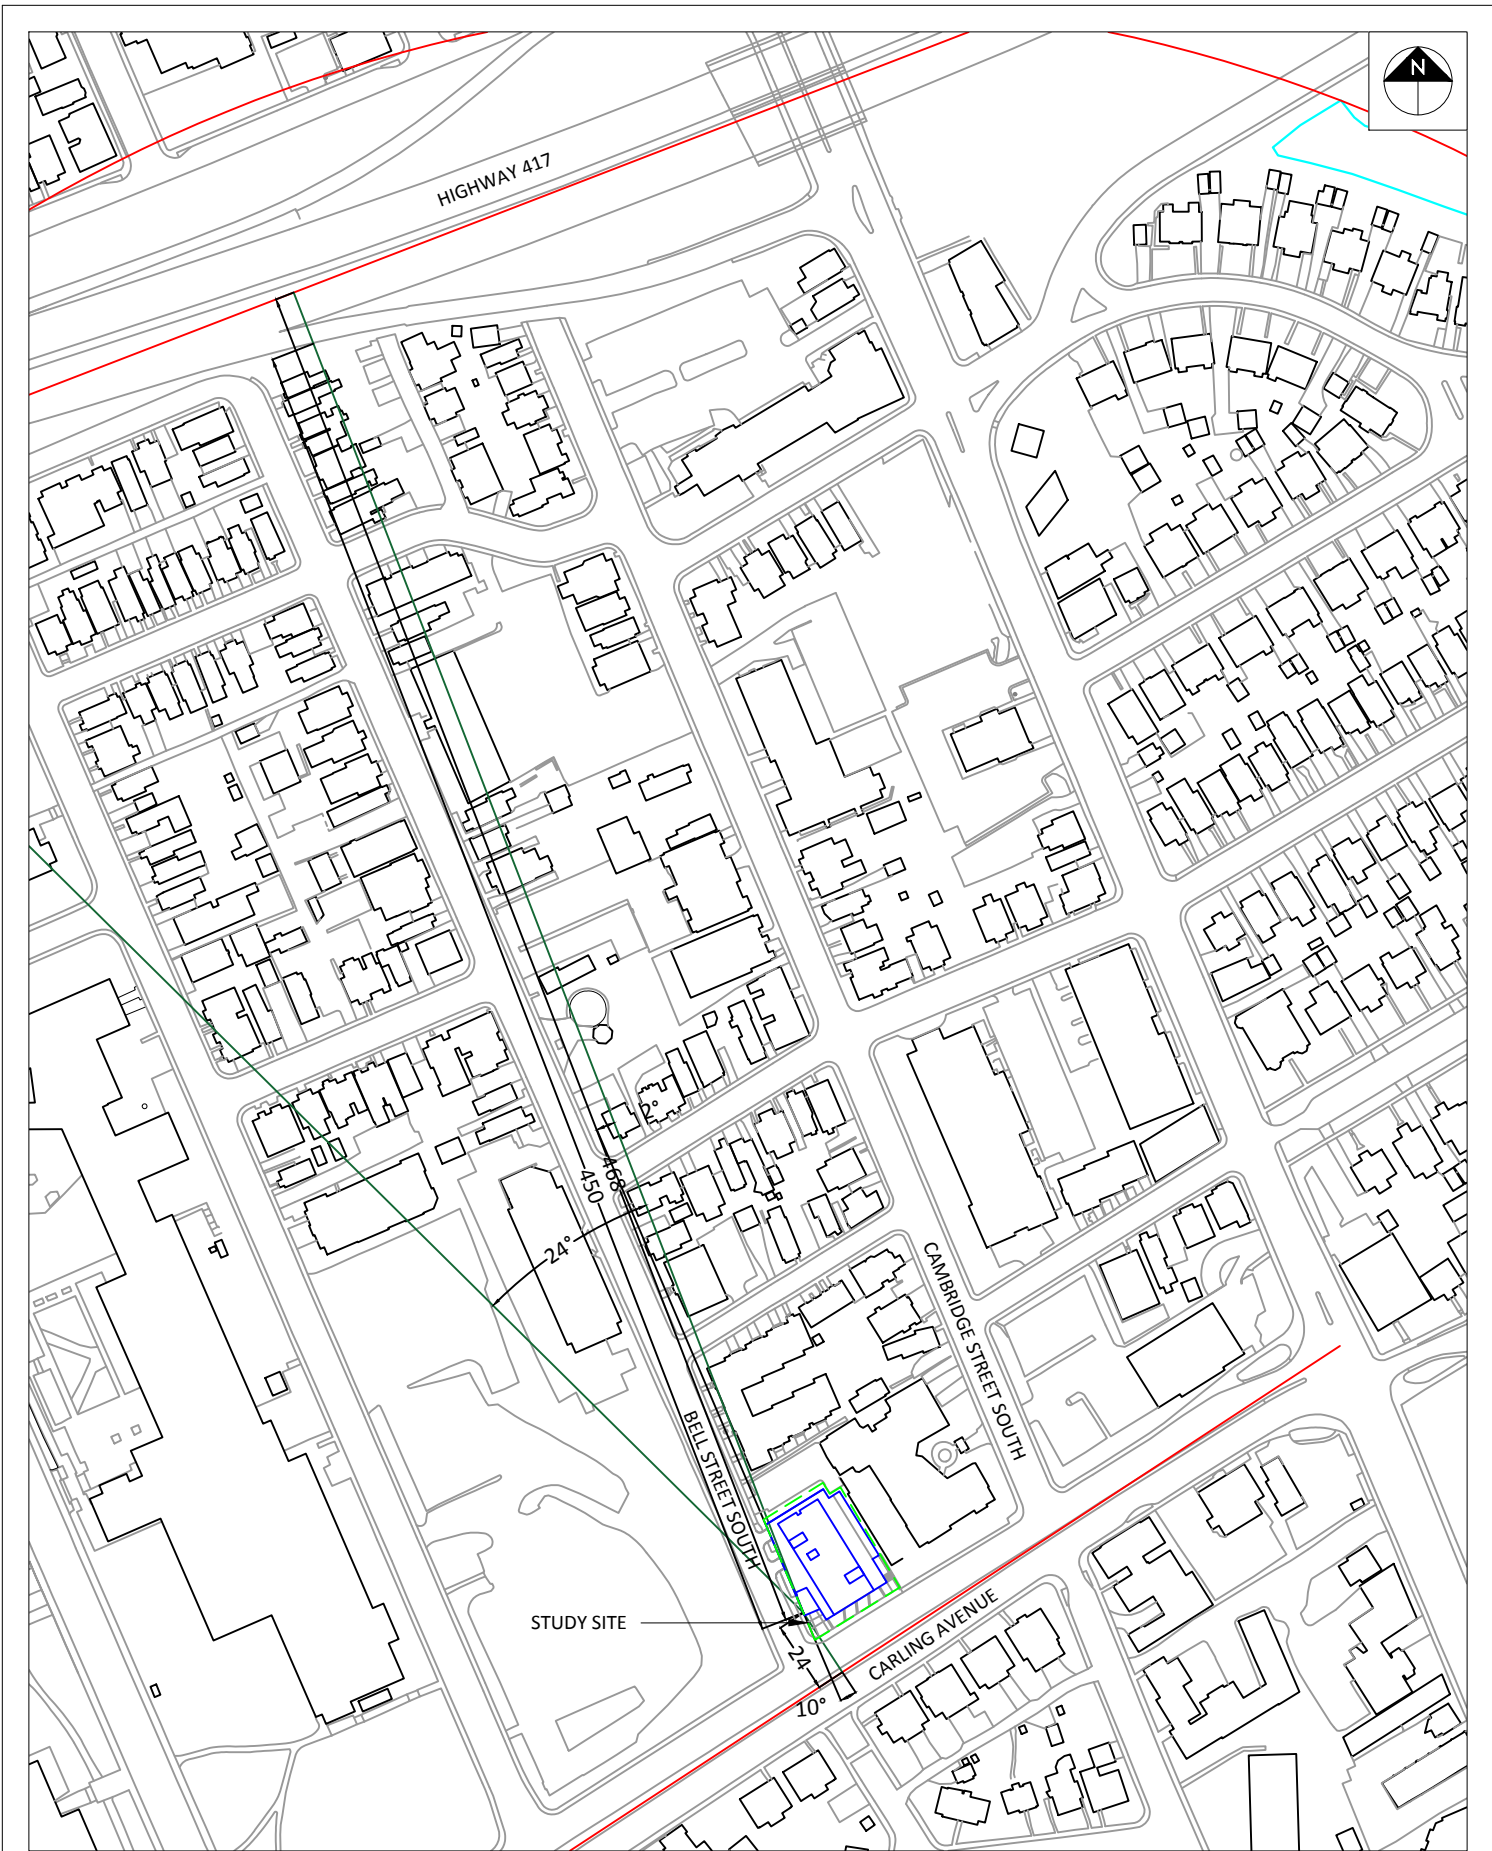 N
HIGHWAY 417
2°
468
450
24°
CAMBRIDGE STREET SOUTH
BELL STREET SOUTH
STUDY SITE
CARLING AVENUE
24
10°